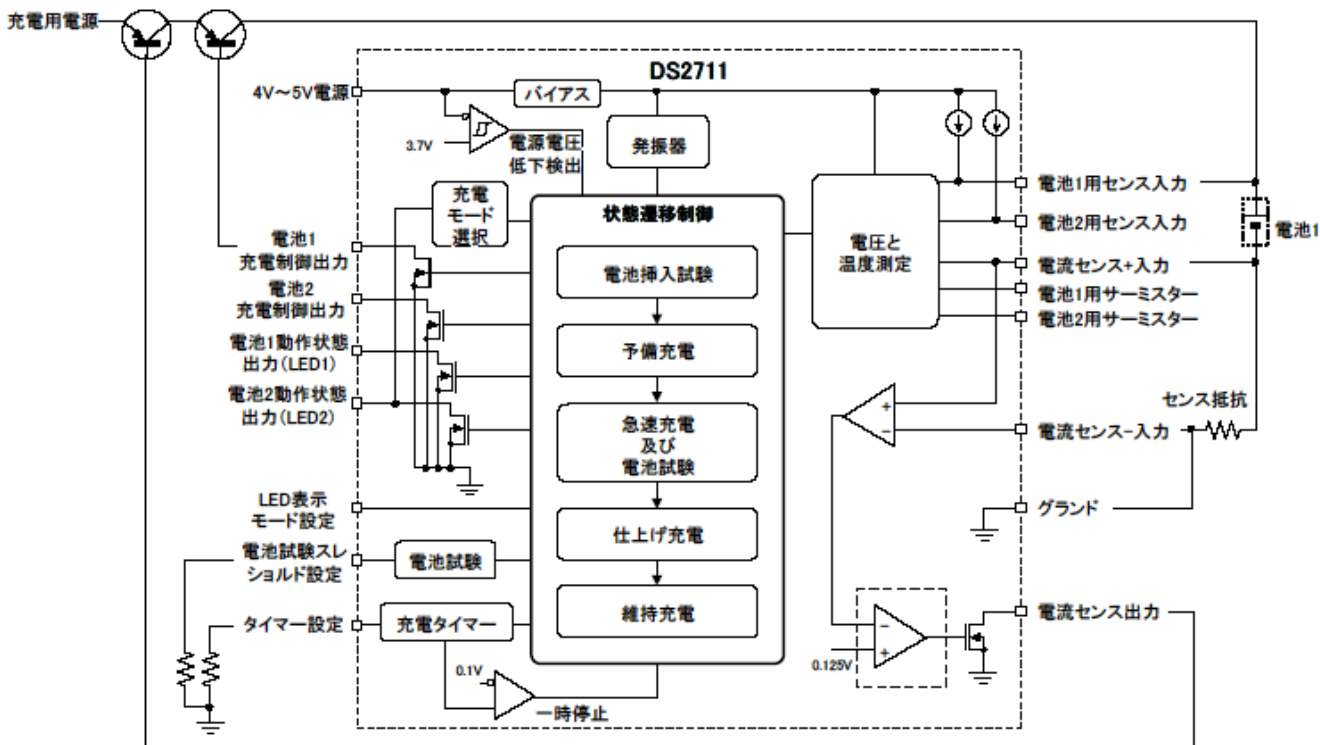 充電用電源
DS2711
4V～5V電源
バイアス
3.7V
電源電圧
低下検出
発振器
充電
モード
選択
状態遷移制御
電圧と
温度測定
電池1用センス入力
電池2用センス入力
電流センス+入力
電池1用サーミスター
電池2用サーミスター
電池1
電池1
充電制御出力
電池2
充電制御出力
電池1動作状態
出力(LED1)
電池2動作状態
出力(LED2)
電池挿入試験
予備充電
急速充電
及び
電池試験
仕上げ充電
維持充電
+
−
センス抵抗
電流センス-入力
グランド
LED表示
モード設定
電池試験スレ
ショルド設定
電池試験
タイマー設定
充電タイマー
0.1V
一時停止
−
+
0.125V
電流センス出力